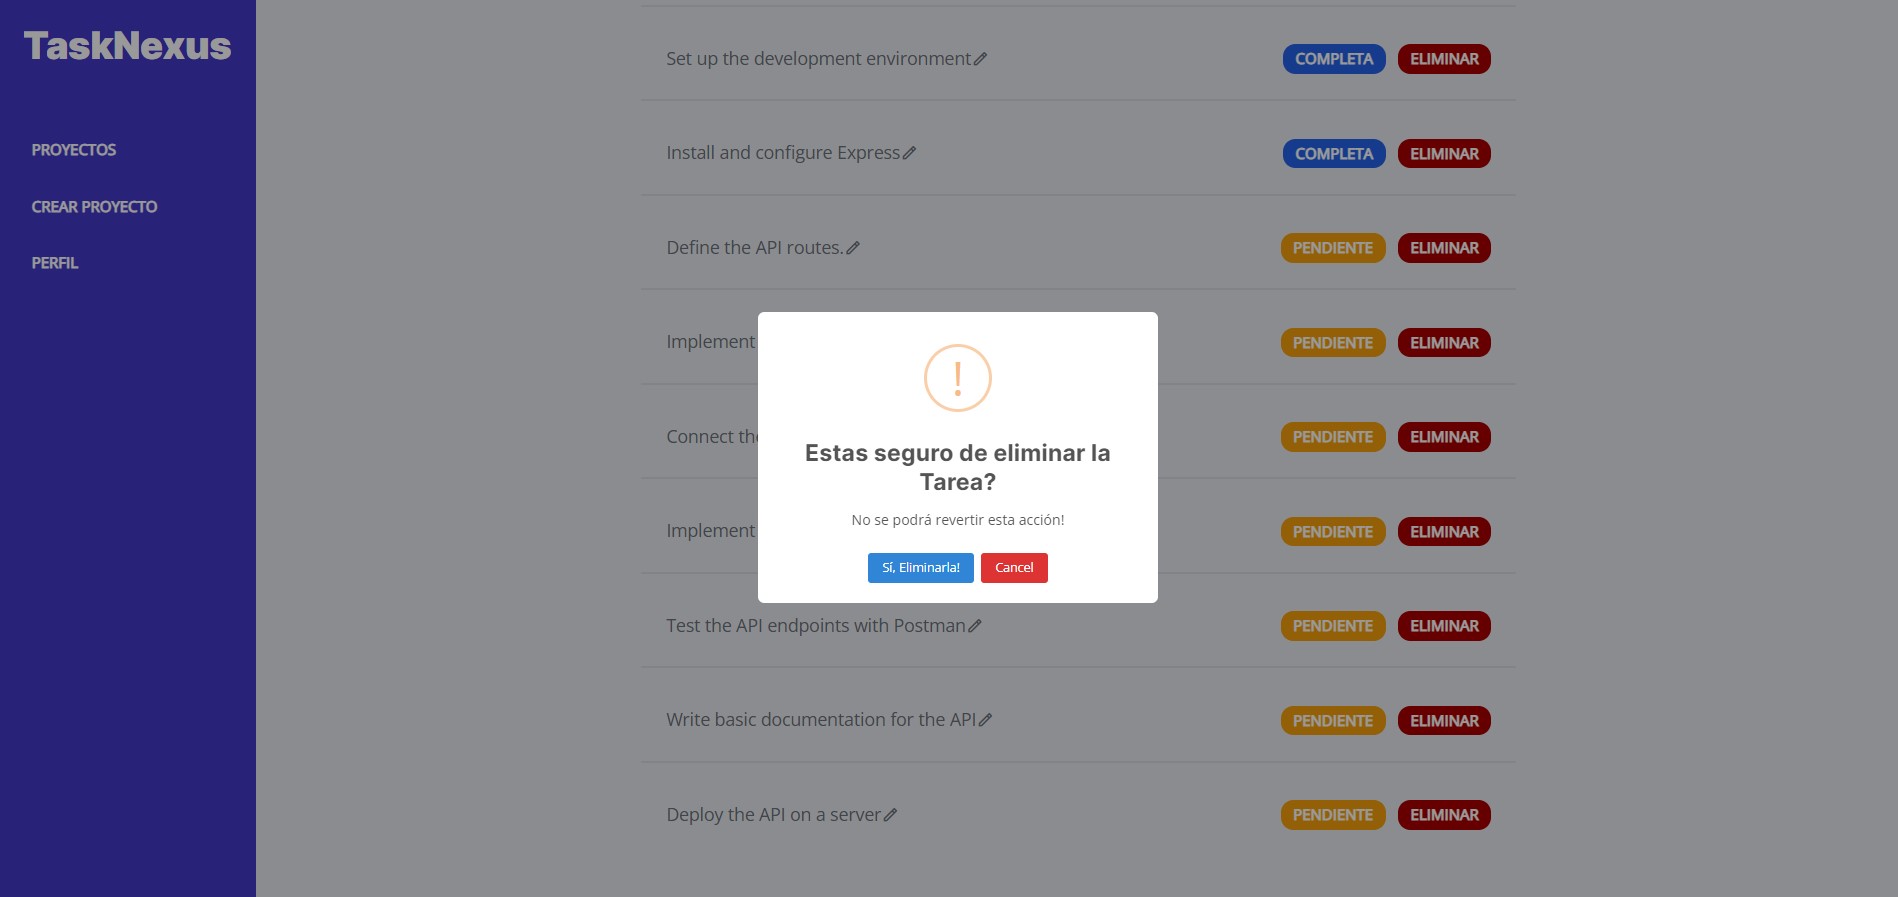 TaskNexus
PROYECTOS
CREAR PROYECTO
PERFIL
Set up the development environment COMPLETA ELIMINAR
Install and configure Express COMPLETA ELIMINAR
Define the API routes. PENDIENTE ELIMINAR
Implement PENDIENTE ELIMINAR
Connect the PENDIENTE ELIMINAR
Implement PENDIENTE ELIMINAR
Test the API endpoints with Postman PENDIENTE ELIMINAR
Write basic documentation for the API PENDIENTE ELIMINAR
Deploy the API on a server PENDIENTE ELIMINAR
!
Estas seguro de eliminar la
Tarea?
No se podrá revertir esta acción!
Sí, Eliminarla! Cancel